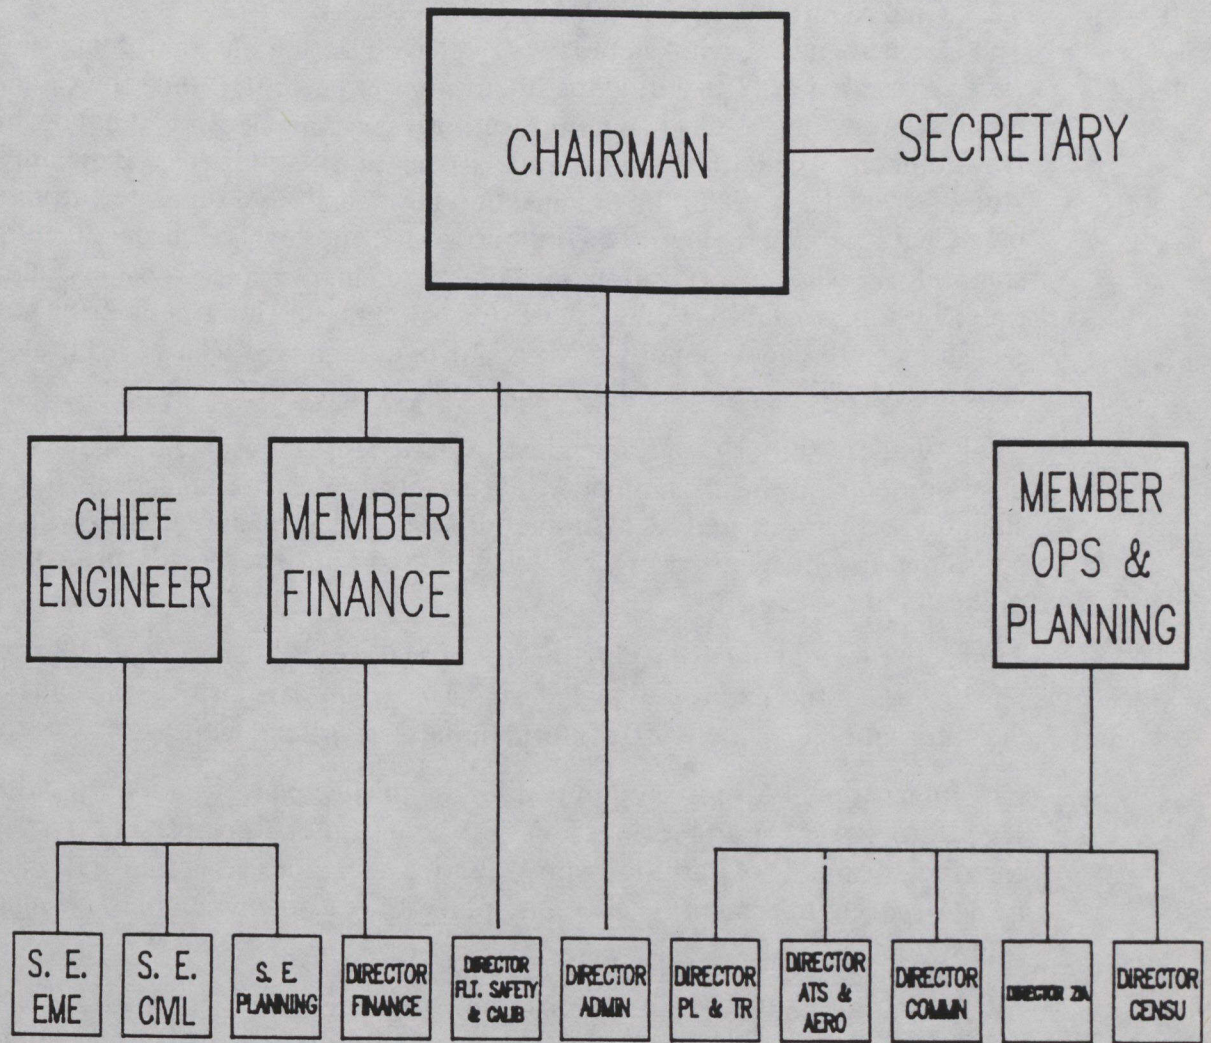 CHAIRMAN
SECRETARY
CHIEF
ENGINEER
MEMBER
FINANCE
MEMBER
OPS &
PLANNING
S. E.
EME
S. E.
CIVIL
S. E.
PLANNING
DIRECTOR
FINANCE
DIRECTOR
FLT. SAFETY
& CALIB
DIRECTOR
ADMIN
DIRECTOR
PL & TR
DIRECTOR
ATS &
AERO
DIRECTOR
COMMN
DIRECTOR ZIA
DIRECTOR
CENSU